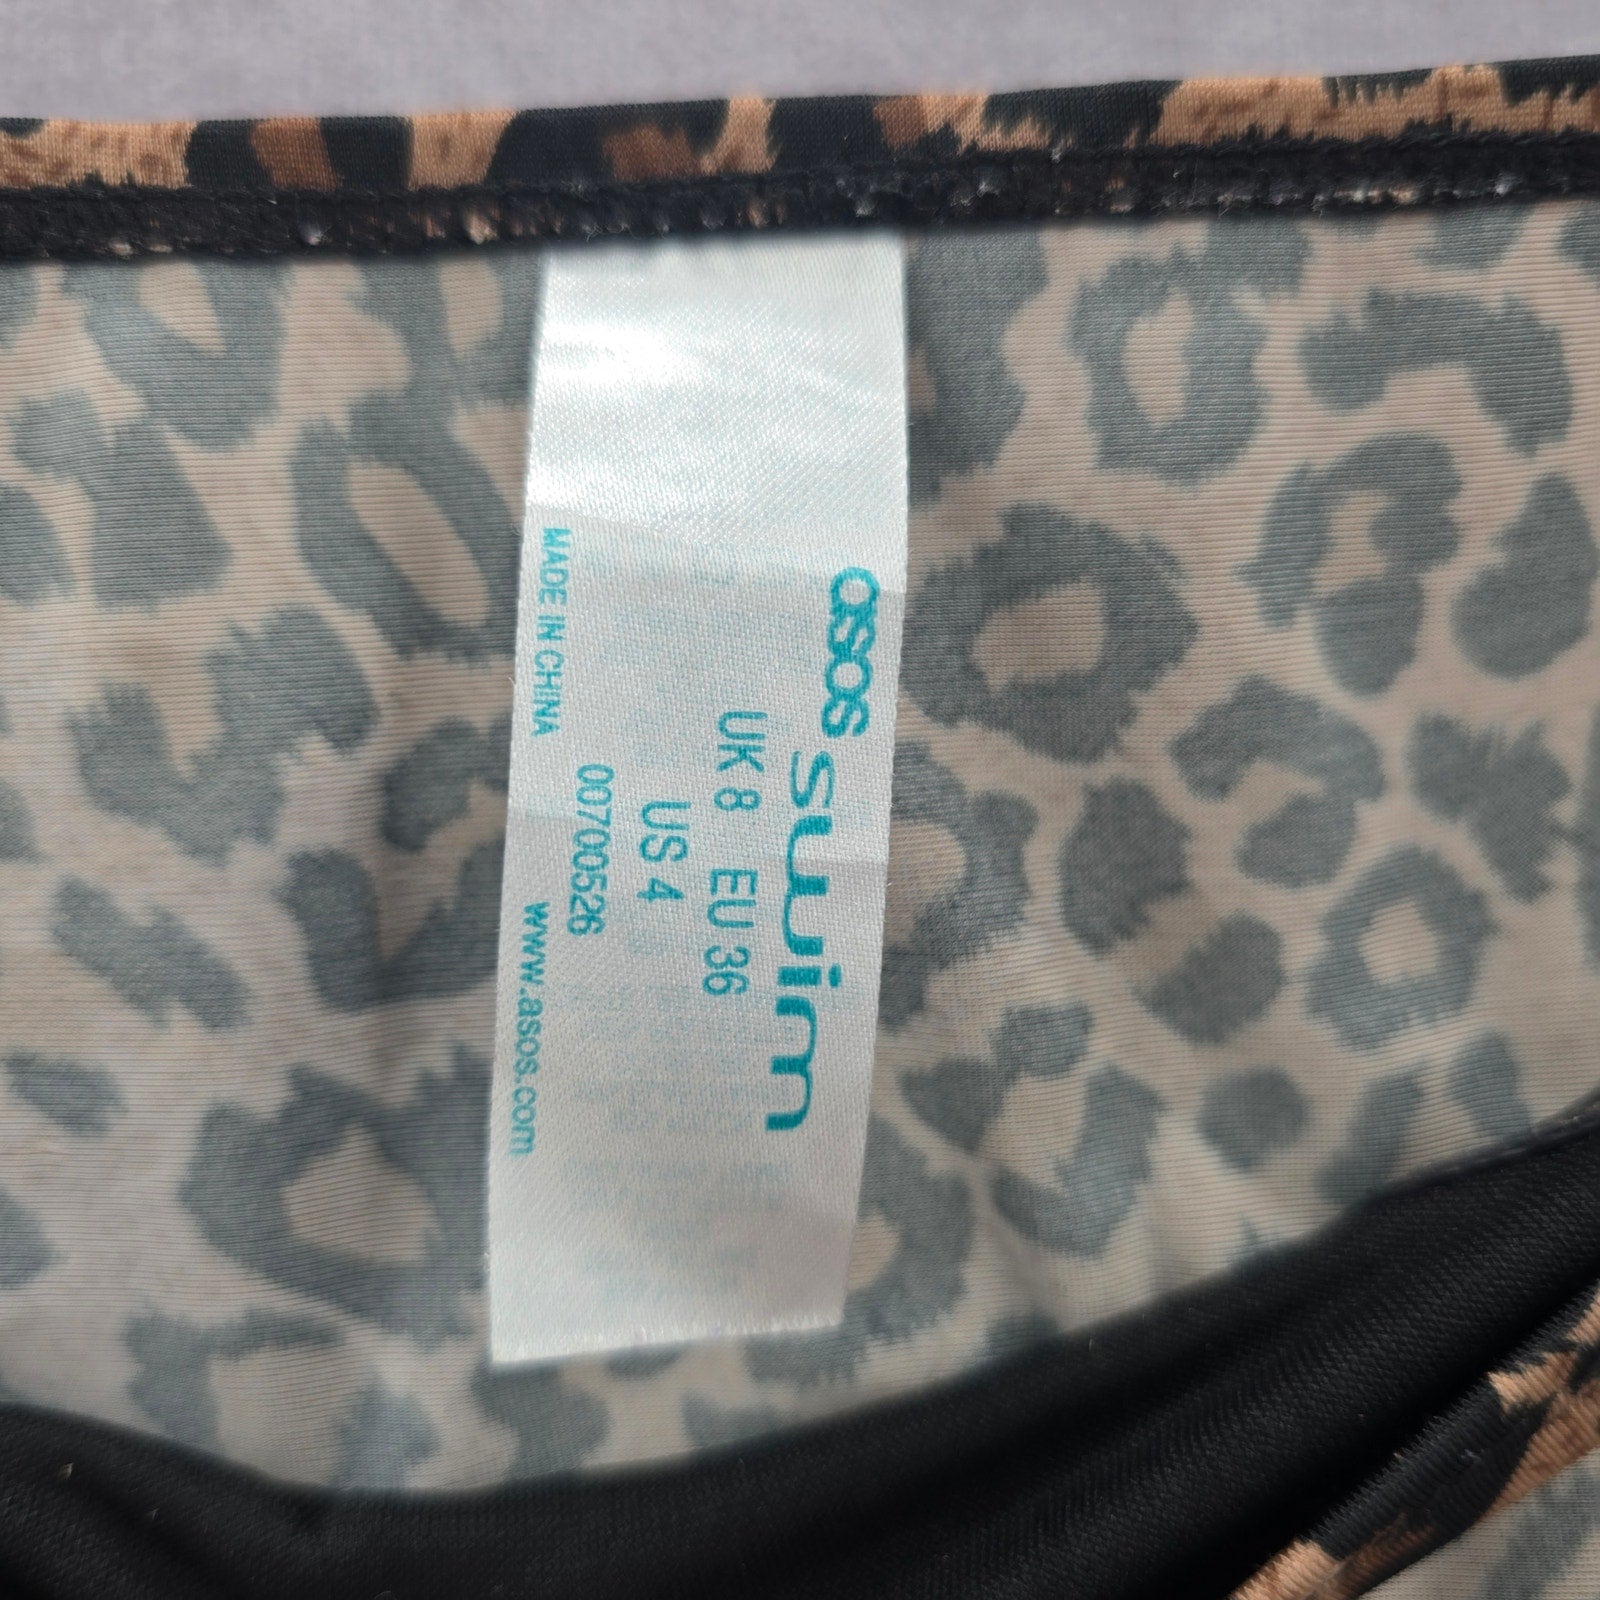 asos swim
UK 8 EU 36
US 4
00700526
MADE IN CHINA www.asos.com